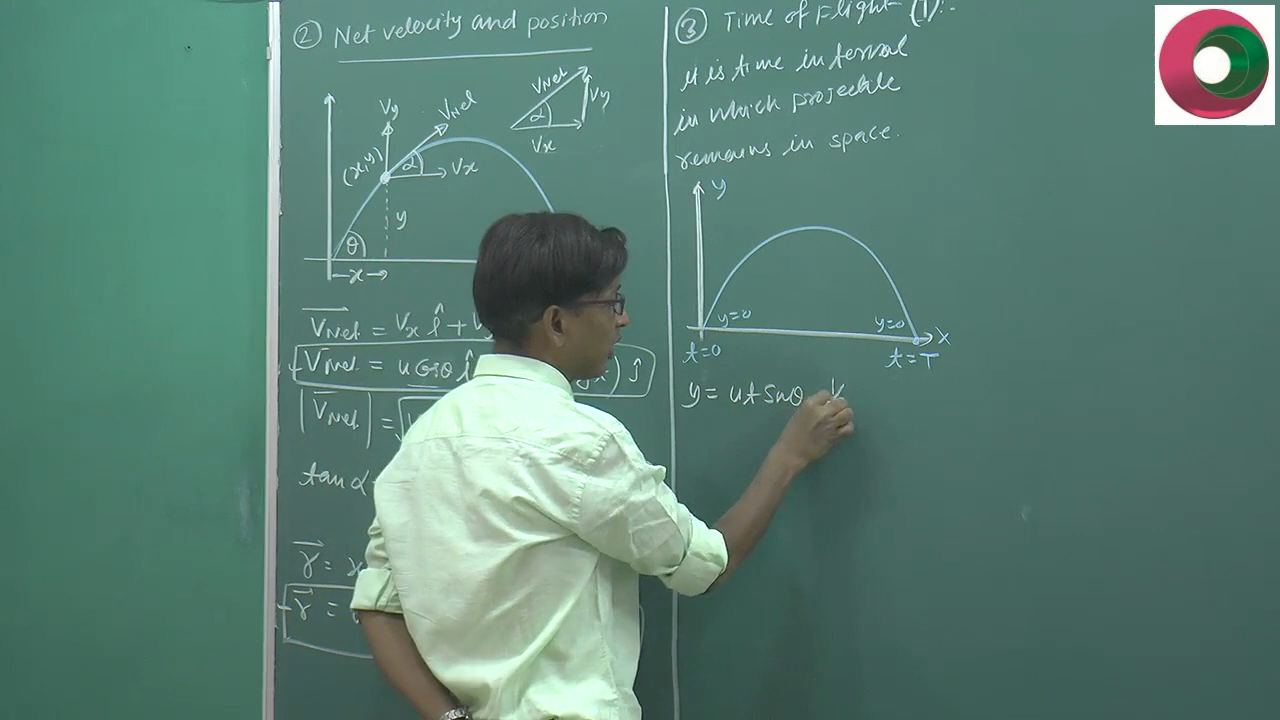 ② Net velocity and position
Vy
VNet
(x,y)
α
Vx
y
θ
x
VNet
Vy
α
Vx
VNet = Vx î + V
VNet = u cosθ î ) ĵ
|VNet| =
tan α
r = x
r =
③ Time of Flight (T):-
it is time interval
in which projectile
remains in space.
y
y=0
y=0
x
t=0
t=T
y = ut sinθ